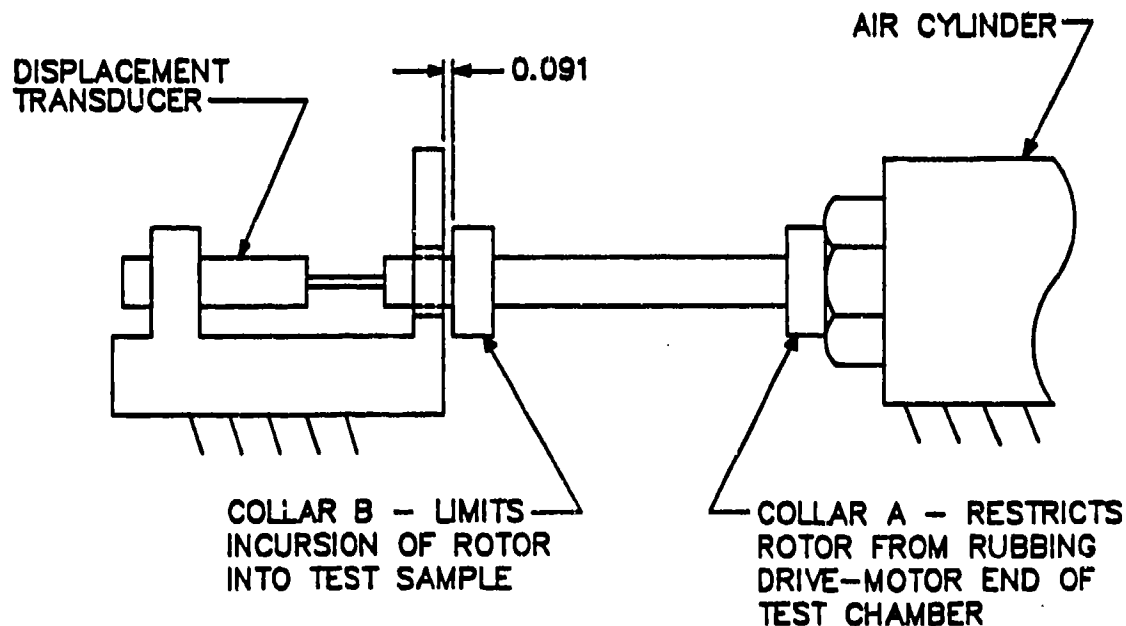 AIR CYLINDER
DISPLACEMENT
TRANSDUCER
0.091
COLLAR B - LIMITS
INCURSION OF ROTOR
INTO TEST SAMPLE
COLLAR A - RESTRICTS
ROTOR FROM RUBBING
DRIVE-MOTOR END OF
TEST CHAMBER